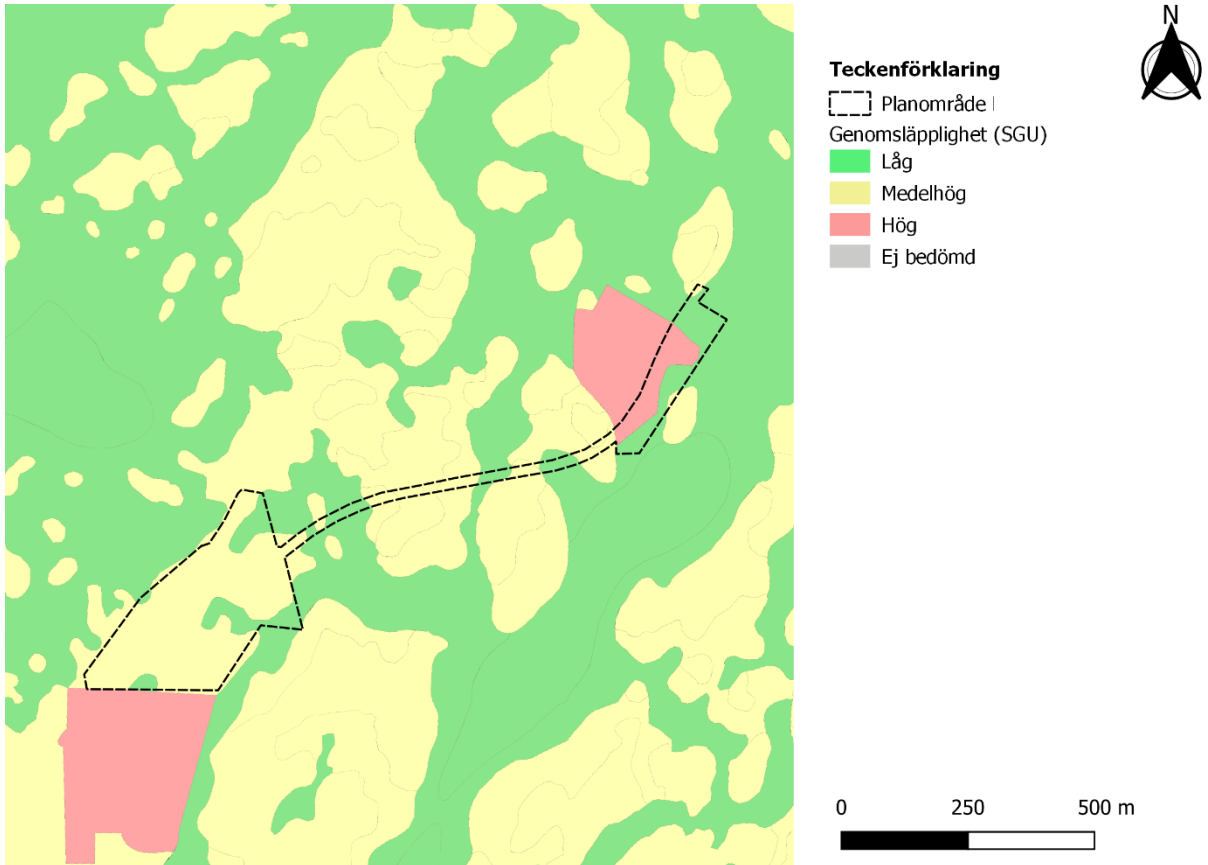 N
Teckenförklaring
Planområde
Genomsläpplighet (SGU)
Låg
Medelhög
Hög
Ej bedömd
0 250 500 m